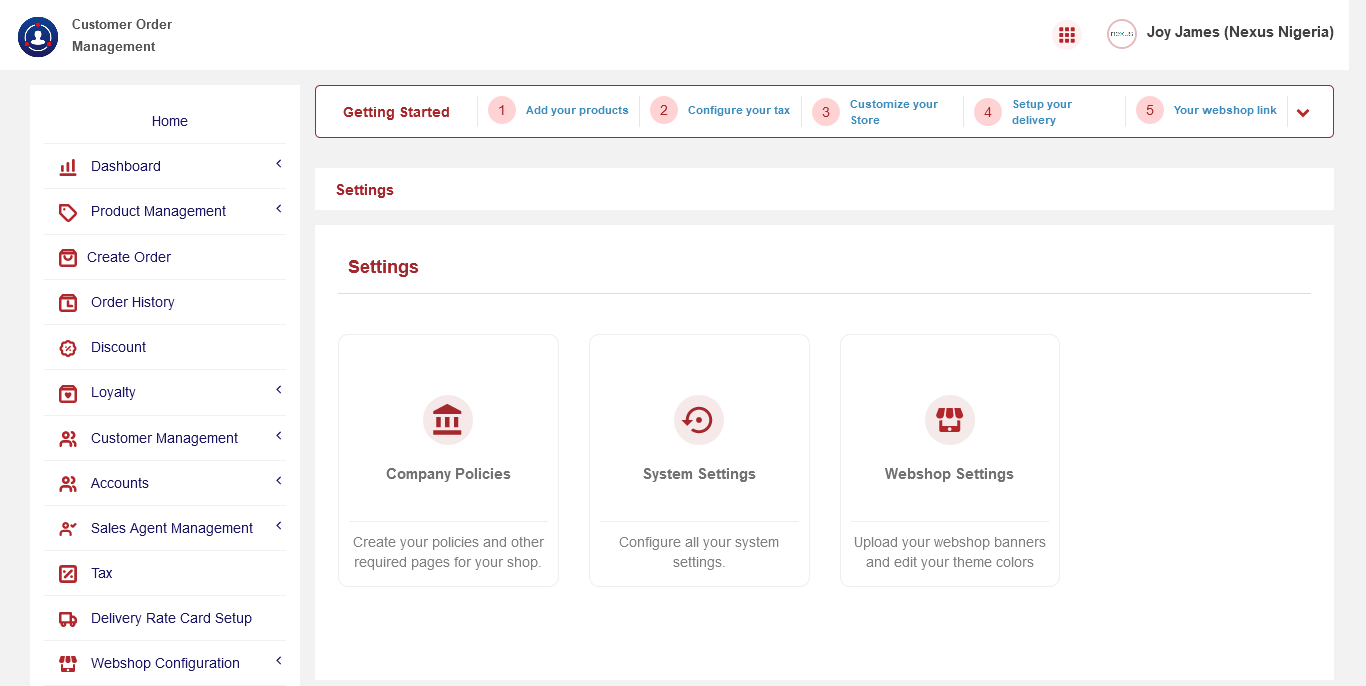 Customer Order
Management
nexus
Joy James (Nexus Nigeria)
Home
Dashboard
Product Management
Create Order
Order History
Discount
Loyalty
Customer Management
Accounts
Sales Agent Management
Tax
Delivery Rate Card Setup
Webshop Configuration
Getting Started
1 Add your products
2 Configure your tax
3 Customize your
Store
4 Setup your
delivery
5 Your webshop link
Settings
Settings
Company Policies
Create your policies and other
required pages for your shop.
System Settings
Configure all your system
settings.
Webshop Settings
Upload your webshop banners
and edit your theme colors